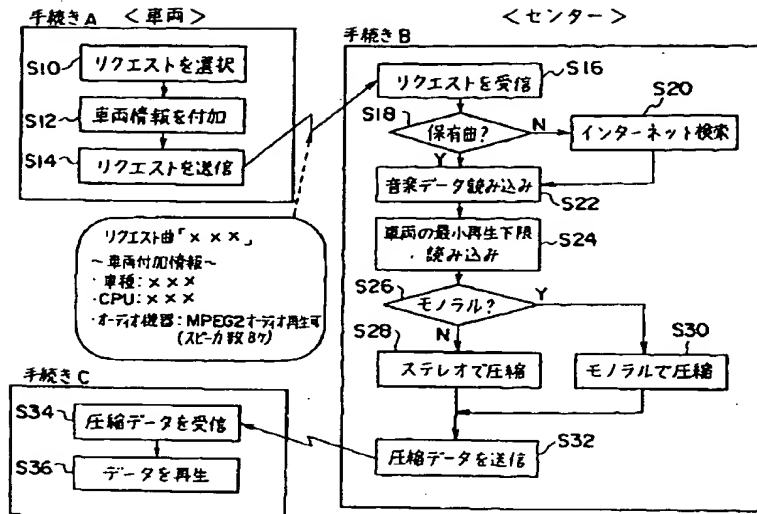 手続きA <車両>
S10 リクエストを選択
S12 車両情報を付加
S14 リクエストを送信
リクエスト曲「×××」
～車両付加情報～
・車種:×××
・CPU:×××
・オーディオ機器:MPEG2オーディオ再生可
(スピーカ数8ケ)
手続きC
S34 圧縮データを受信
S36 データを再生
<センター>
手続きB
リクエストを受信 S16
S18 保有曲? N
Y
S20
インターネット検索
音楽データ読み込み
S22
車両の最小再生下限
読み込み
S24
S26 モノラル? Y
N
S28
ステレオで圧縮
S30
モノラルで圧縮
圧縮データを送信 S32